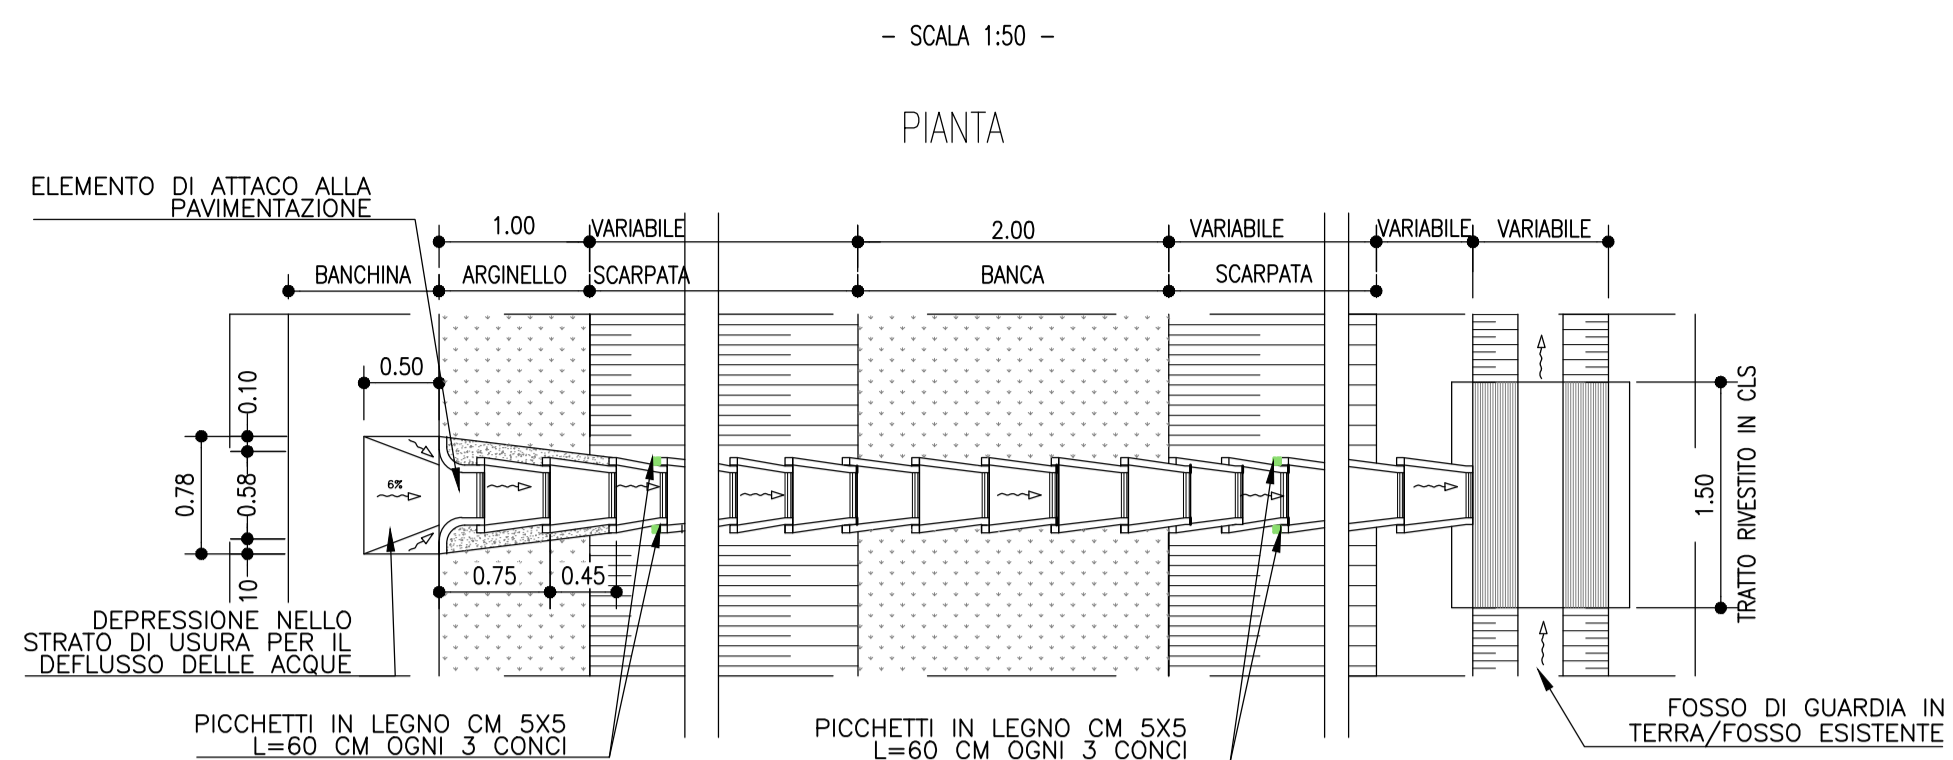 - SCALA 1:50 -
PIANTA
ELEMENTO DI ATTACO ALLA
PAVIMENTAZIONE
1.00
VARIABILE
2.00
VARIABILE
VARIABILE
VARIABILE
BANCHINA
ARGINELLO
SCARPATA
BANCA
SCARPATA
0.50
0.10
0.78
0.58
10
6%
0.75
0.45
1.50
TRATTO RIVESTITO IN CLS
DEPRESSIONE NELLO
STRATO DI USURA PER IL
DEFLUSSO DELLE ACQUE
PICCHETTI IN LEGNO CM 5X5
L=60 CM OGNI 3 CONCI
PICCHETTI IN LEGNO CM 5X5
L=60 CM OGNI 3 CONCI
FOSSO DI GUARDIA IN
TERRA/FOSSO ESISTENTE